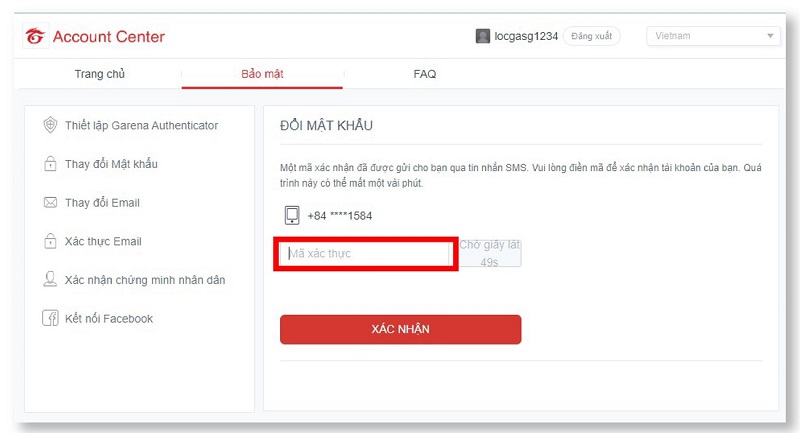 Account Center
locgasg1234
Đăng xuất
Vietnam
Trang chủ
Bảo mật
FAQ
Thiết lập Garena Authenticator
Thay đổi Mật khẩu
Thay đổi Email
Xác thực Email
Xác nhận chứng minh nhân dân
Kết nối Facebook
ĐỔI MẬT KHẨU
Một mã xác nhận đã được gửi cho bạn qua tin nhắn SMS. Vui lòng điền mã để xác nhận tài khoản của bạn. Quá
trình này có thể mất một vài phút.
+84 ****1584
Mã xác thực
Chờ giây lát
49s
XÁC NHẬN